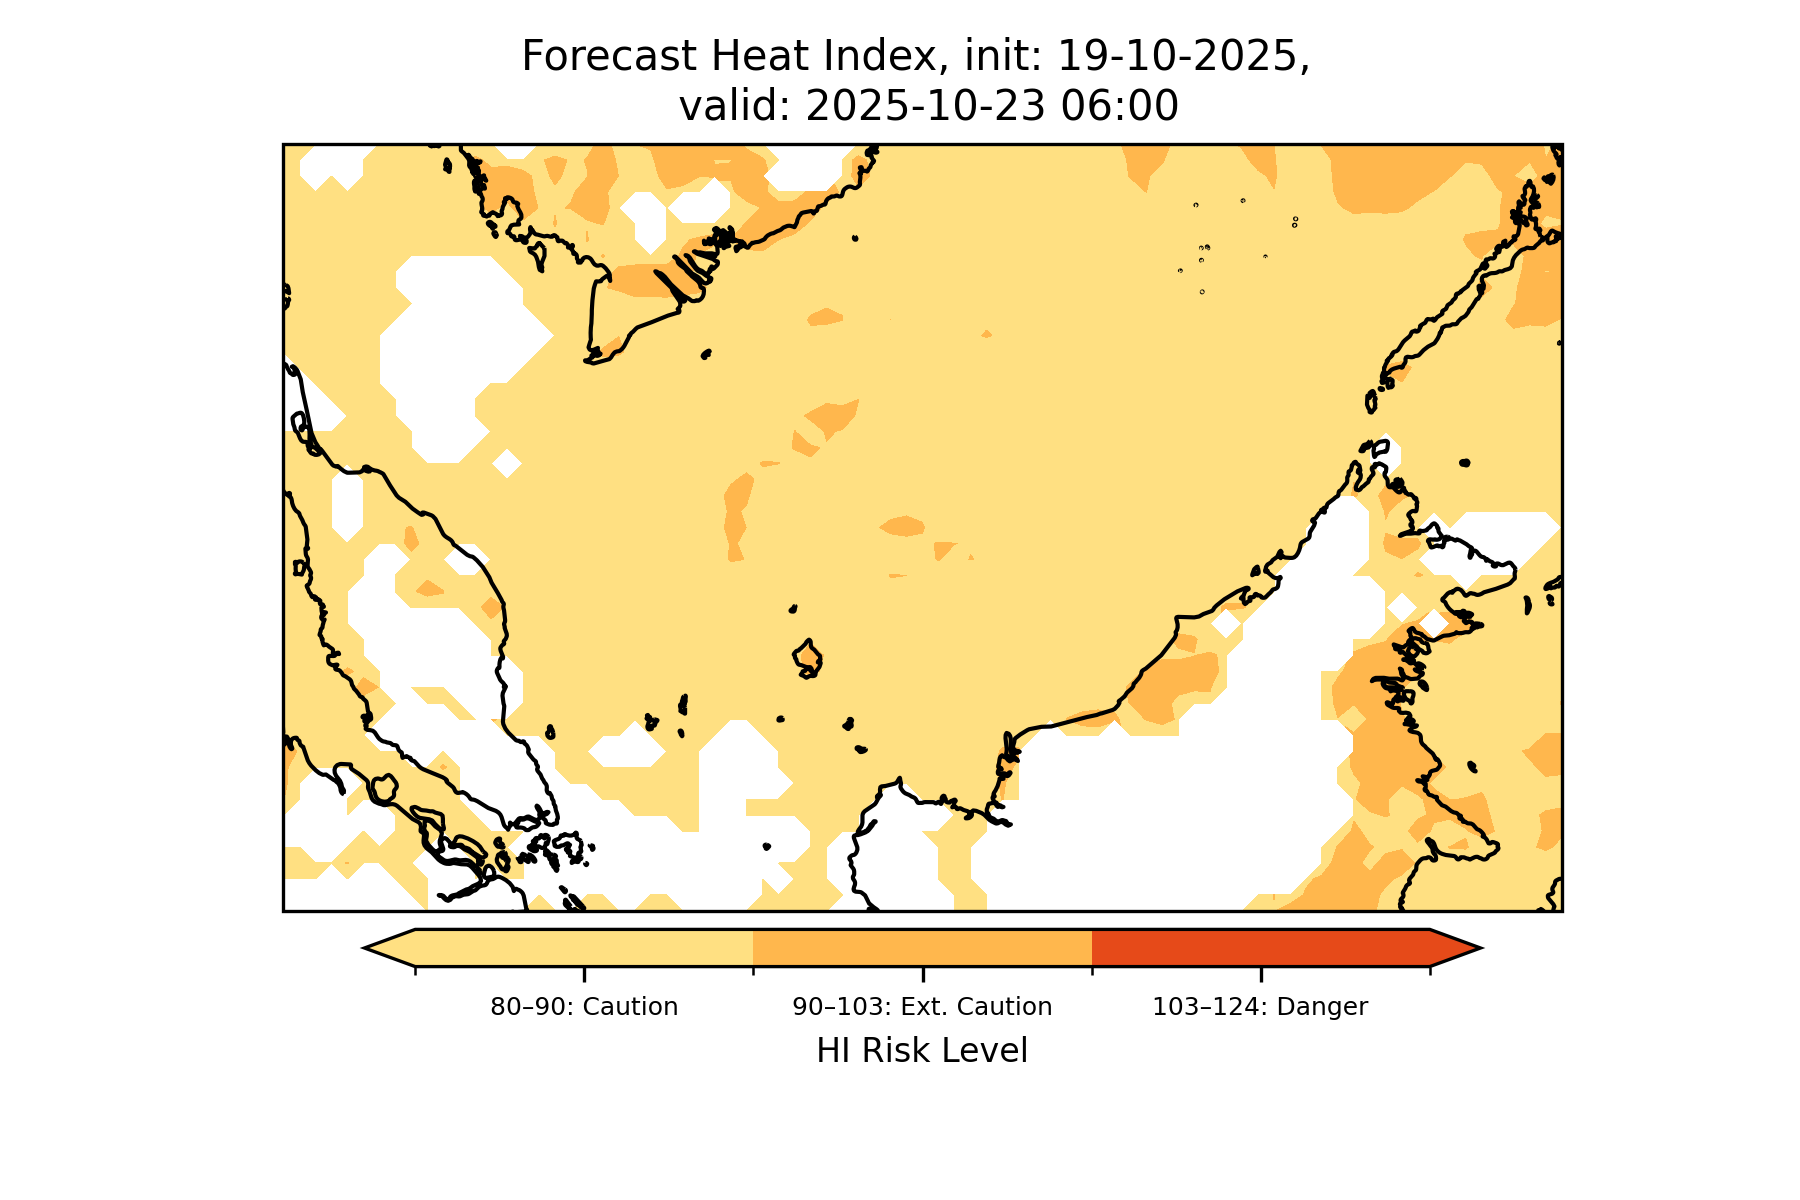 Forecast Heat Index, init: 19-10-2025,
valid: 2025-10-23 06:00
80–90: Caution
90–103: Ext. Caution
103–124: Danger
HI Risk Level